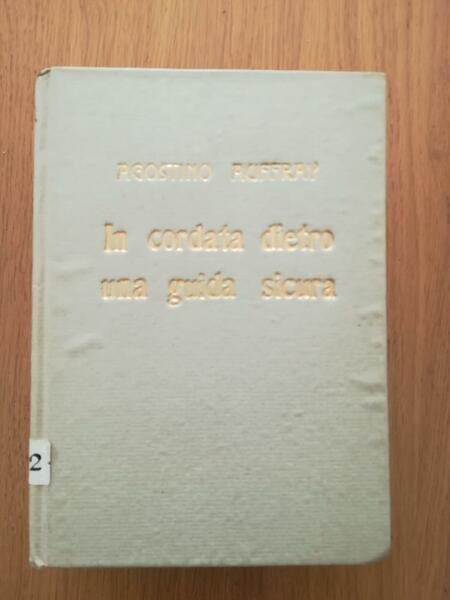 AGOSTINO RUFFRAY
In cordata dietro
una guida sicura
2